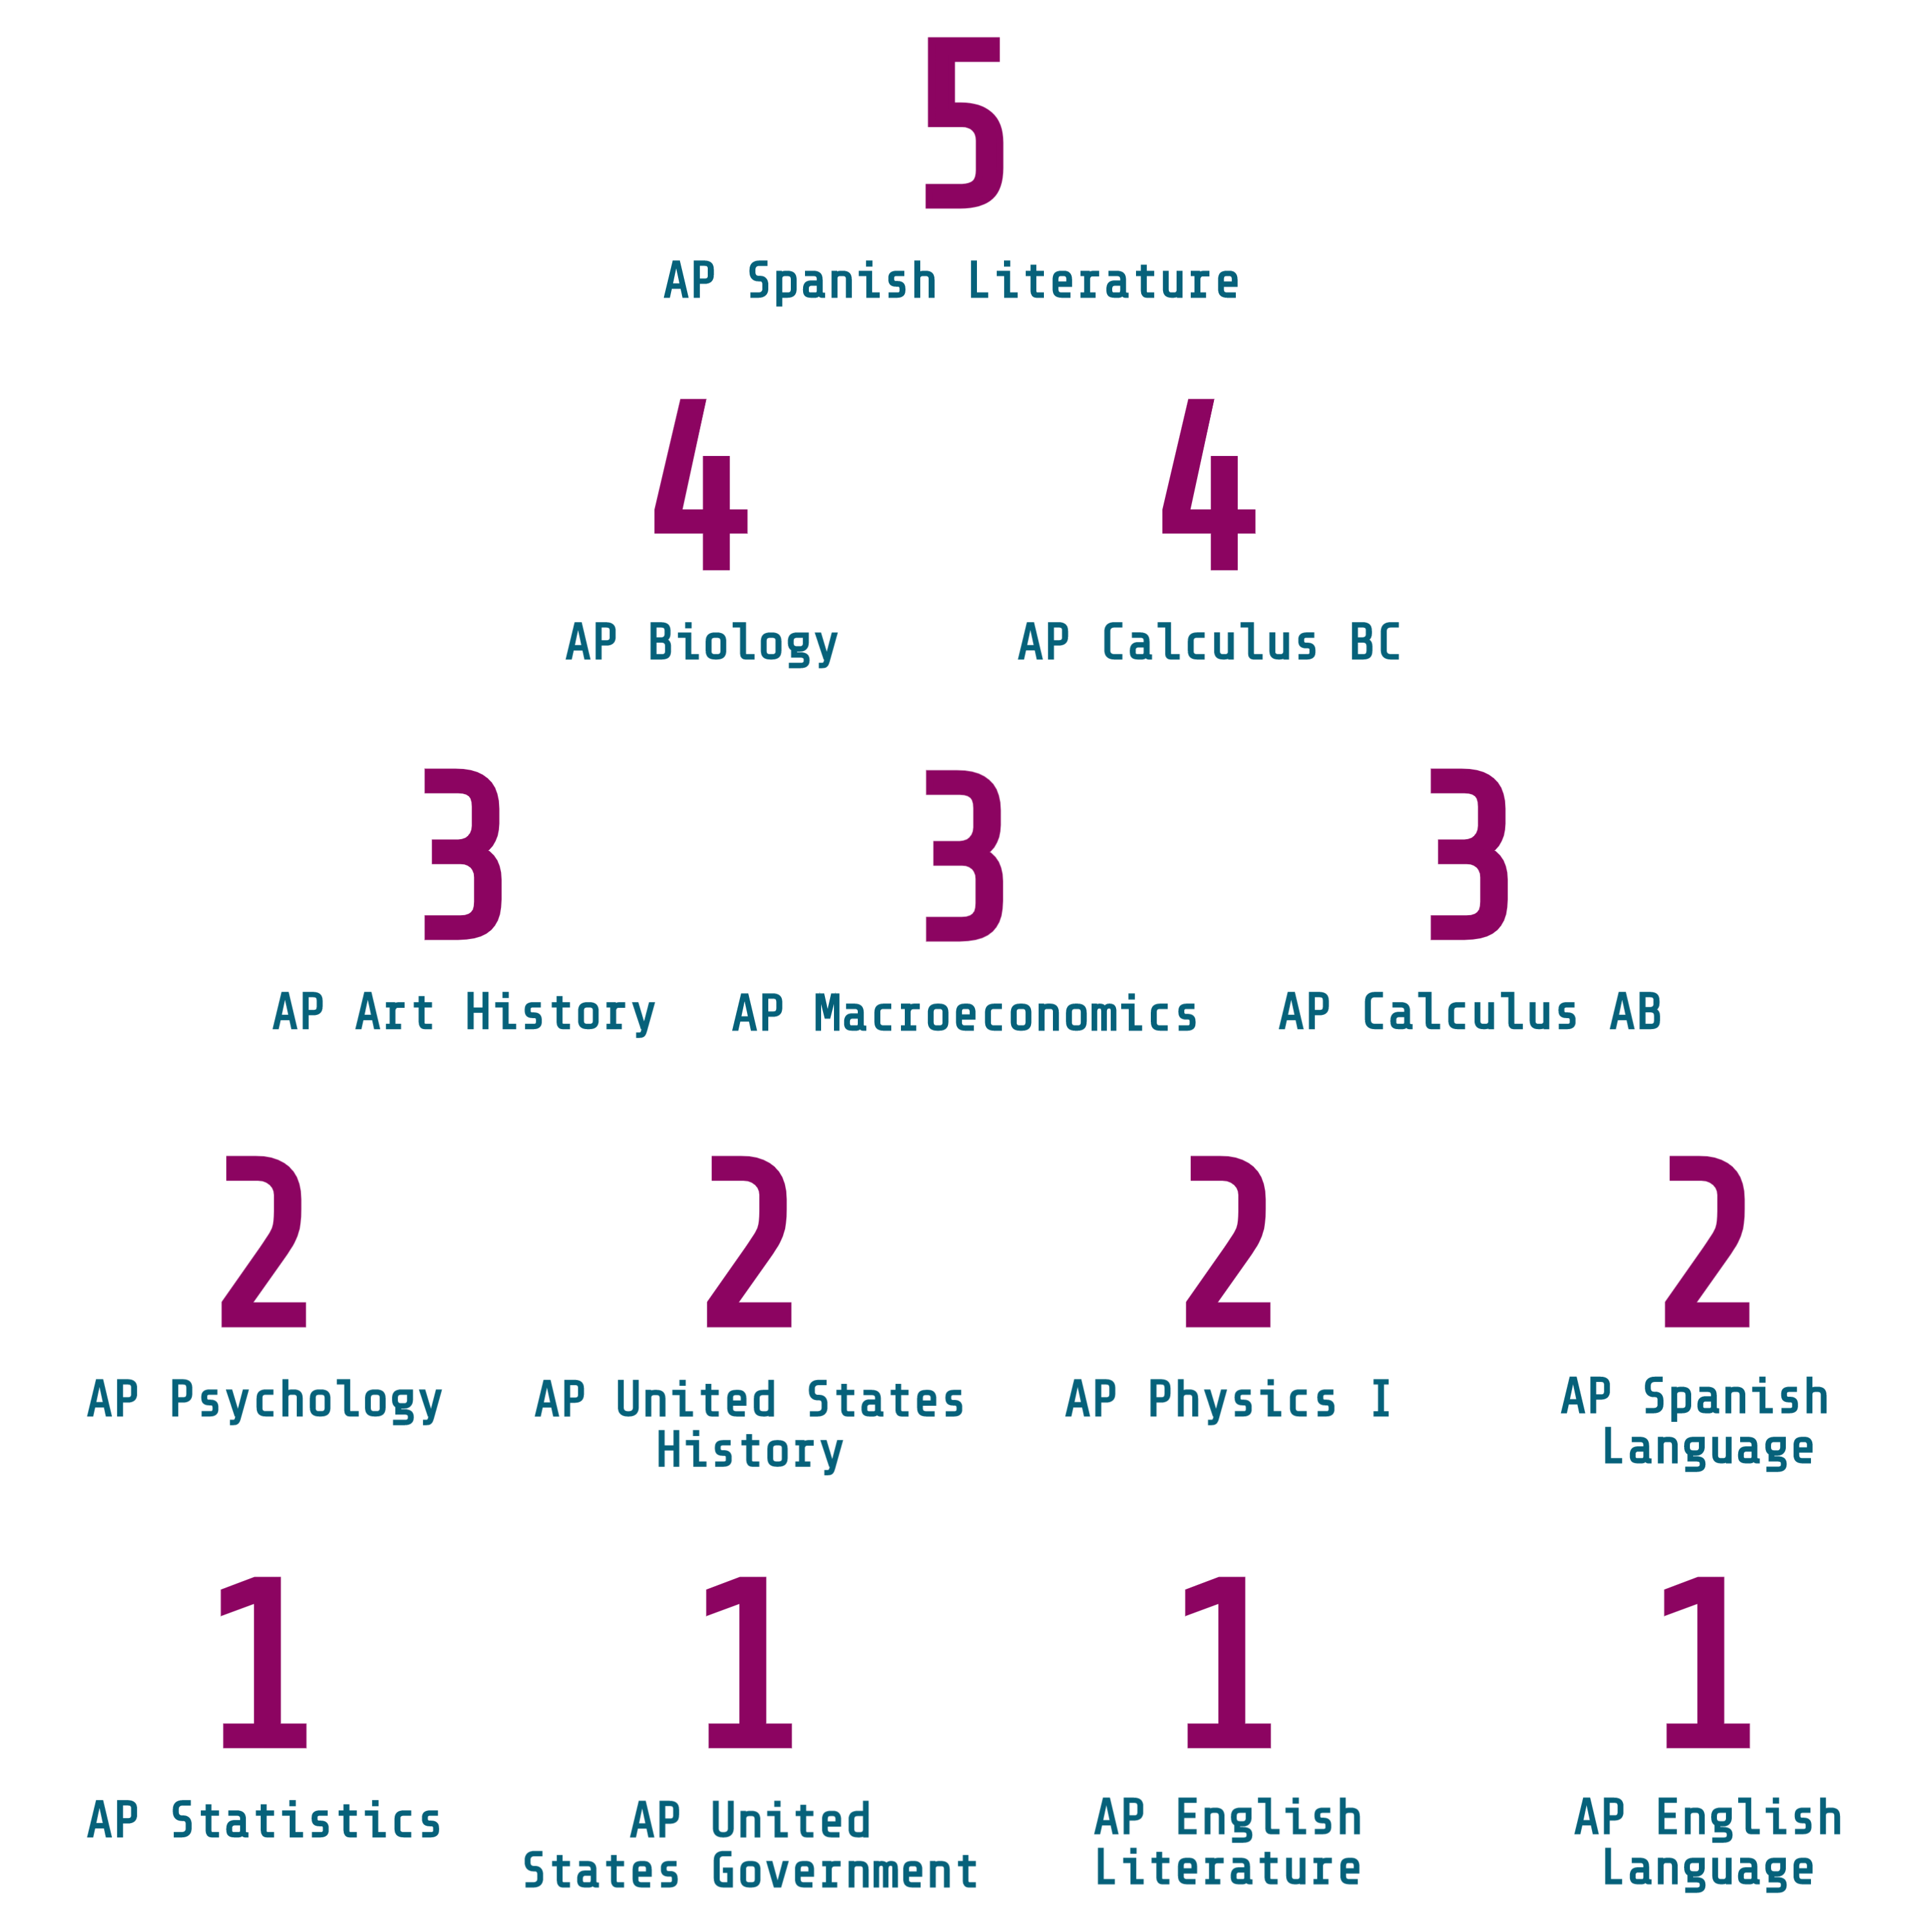 5
AP Spanish Literature
4 4
AP Biology AP Calculus BC
3 3 3
AP Art History AP Macroeconomics AP Calculus AB
2 2 2 2
AP Psychology AP United States History AP Physics I AP Spanish Language
1 1 1 1
AP Statistics AP United States Government AP English Literature AP English Language